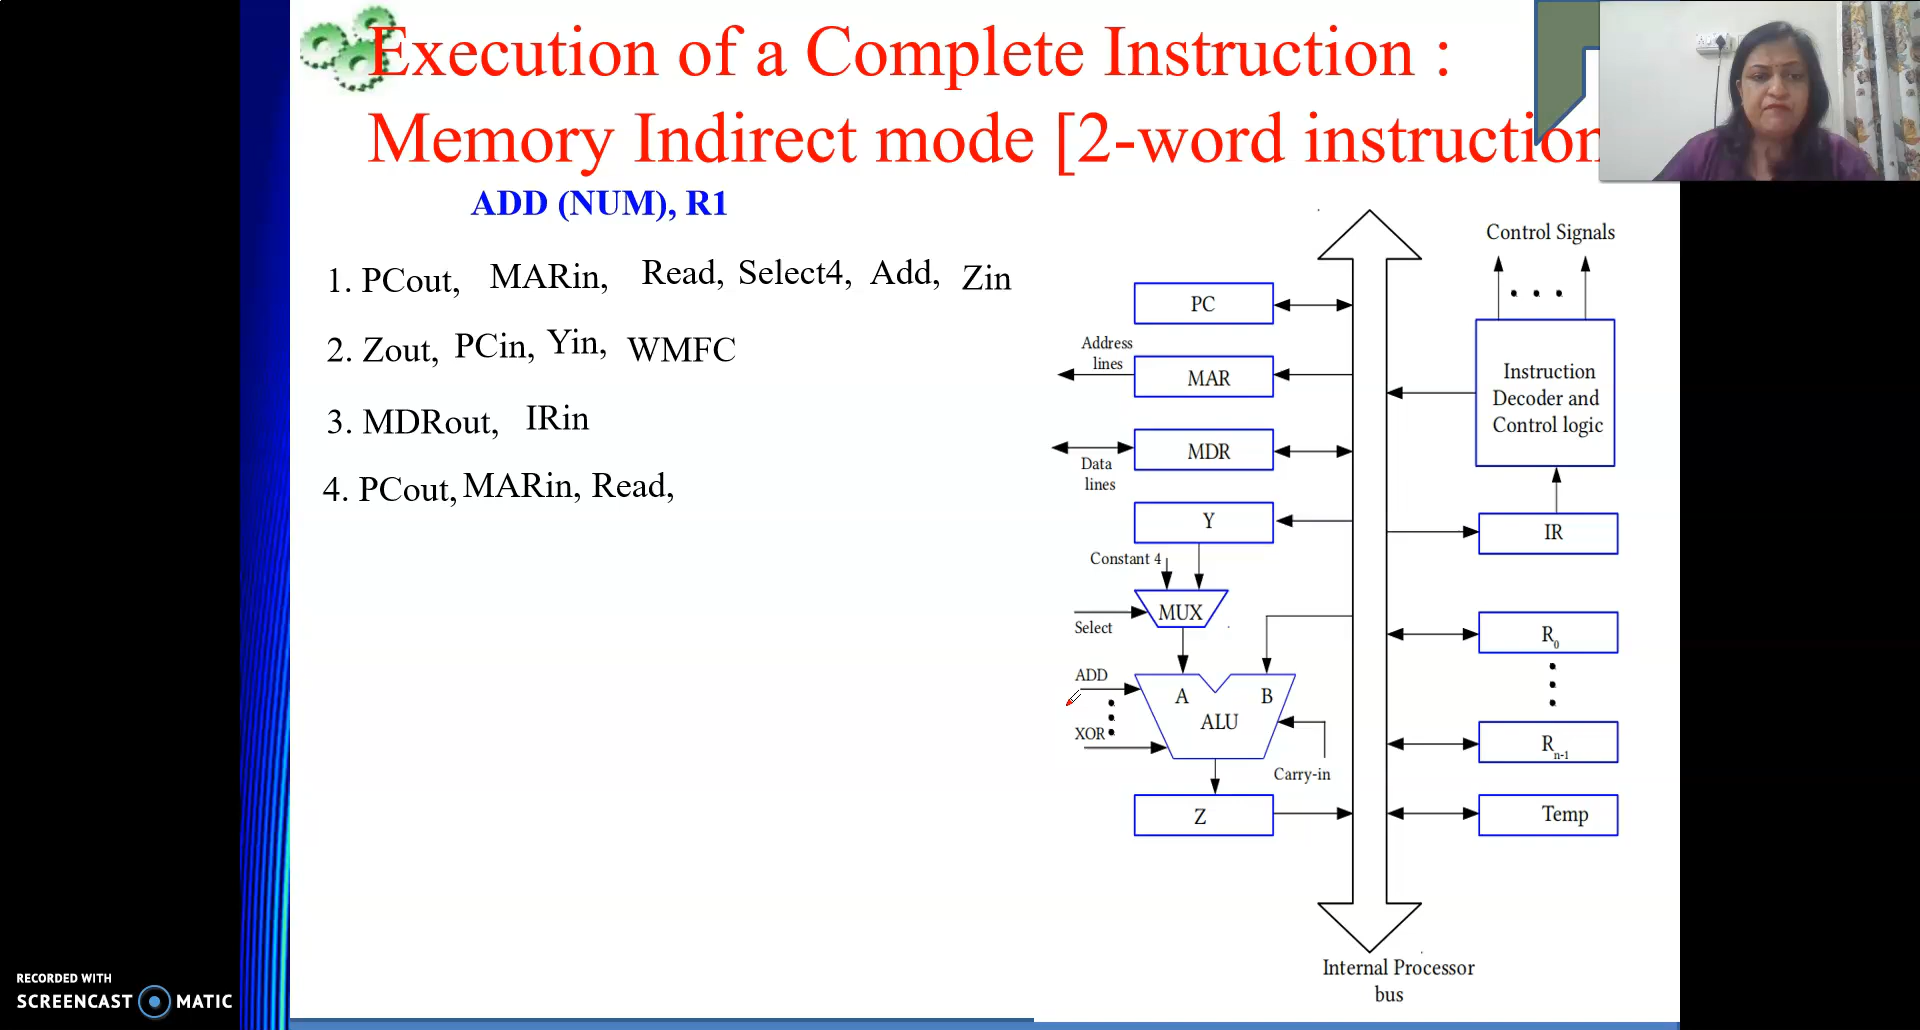 Execution of a Complete Instruction :
Memory Indirect mode [2-word instruction
ADD (NUM), R1
1. PCout, MARin, Read, Select4, Add, Zin
2. Zout, PCin, Yin, WMFC
3. MDRout, IRin
4. PCout, MARin, Read,
Control Signals
PC
Address
lines
MAR
Instruction
Decoder and
Control logic
MDR
Data
lines
Y
IR
Constant 4
MUX
Select
R0
ADD
A
B
ALU
XOR
Rn-1
Carry-in
Z
Temp
Internal Processor
bus
RECORDED WITH
SCREENCAST MATIC